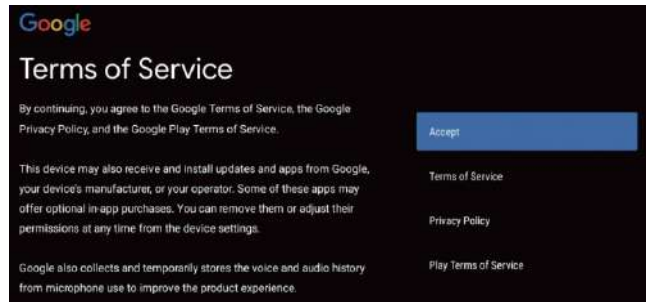 Google
Terms of Service
By continuing, you agree to the Google Terms of Service, the Google
Privacy Policy, and the Google Play Terms of Service.
This device may also receive and install updates and apps from Google,
your device's manufacturer, or your operator. Some of these apps may
offer optional in-app purchases. You can remove them or adjust their
permissions at any time from the device settings.
Google also collects and temporarily stores the voice and audio history
from microphone use to improve the product experience.
Accept
Terms of Service
Privacy Policy
Play Terms of Service